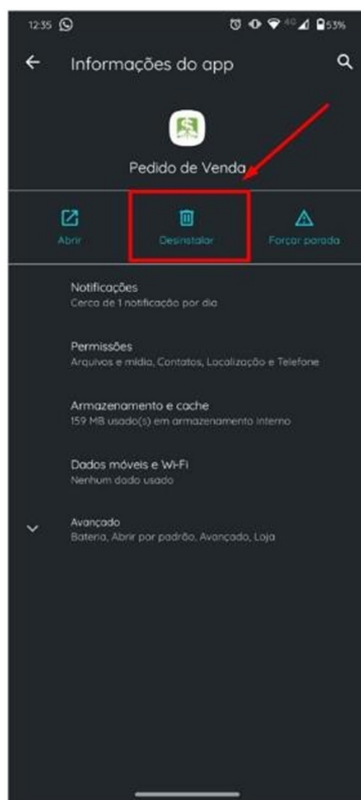 12:35 4G 53%
Informações do app
Pedido de Venda
Abrir Desinstalar Forçar parada
Notificações
Cerca de 1 notificação por dia
Permissões
Arquivos e mídia, Contatos, Localização e Telefone
Armazenamento e cache
159 MB usado(s) em armazenamento interno
Dados móveis e Wi-Fi
Nenhum dado usado
Avançado
Bateria, Abrir por padrão, Avançado, Loja